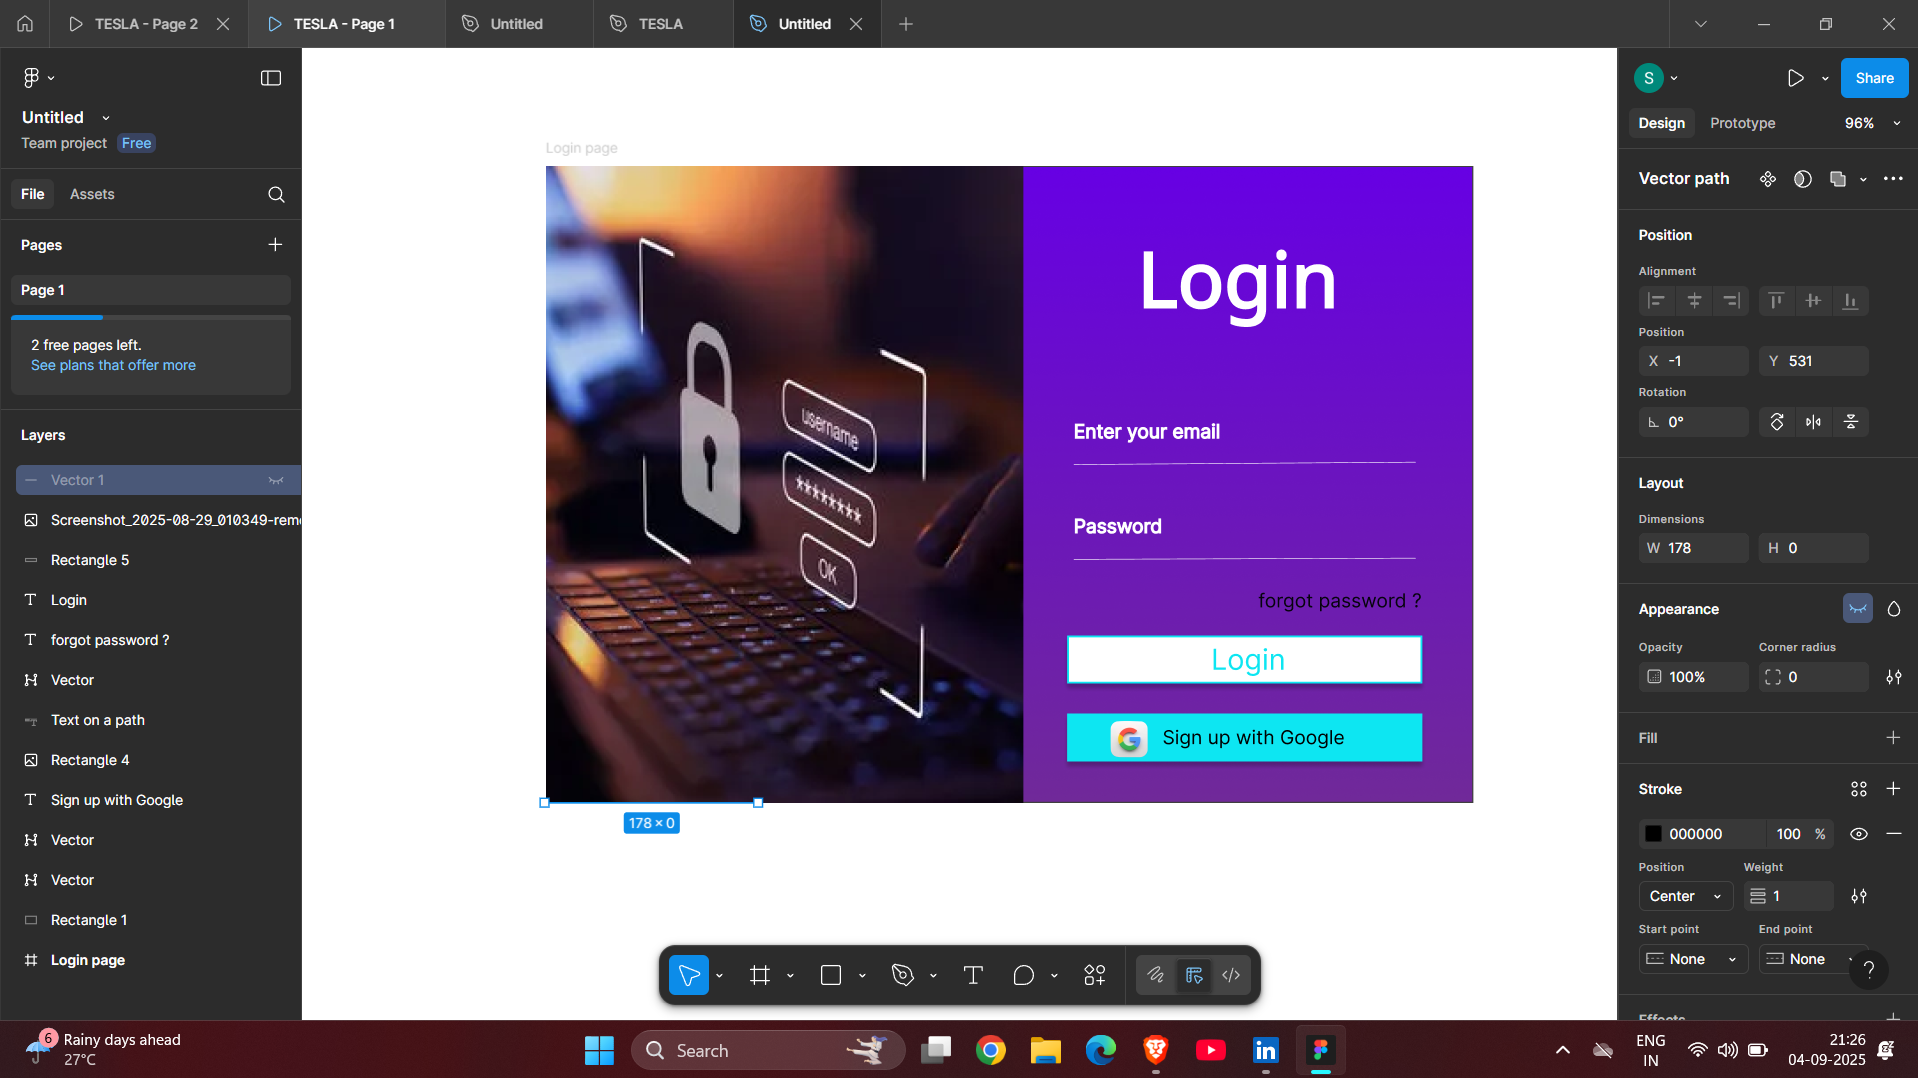 TESLA - Page 2
TESLA - Page 1
Untitled
TESLA
Untitled
Untitled
Team project Free
File Assets
Pages
Page 1
2 free pages left.
See plans that offer more
Layers
Vector 1
Screenshot_2025-08-29_010349-rem
Rectangle 5
Login
forgot password ?
Vector
Text on a path
Rectangle 4
Sign up with Google
Vector
Vector
Rectangle 1
Login page
Login page
username
********
OK
Login
Enter your email
Password
forgot password ?
Login
Sign up with Google
178 × 0
S
Share
Design Prototype 96%
Vector path
Position
Alignment
Position
X -1 Y 531
Rotation
0°
Layout
Dimensions
W 178 H 0
Appearance
Opacity Corner radius
100% 0
Fill
Stroke
000000 100 %
Position Weight
Center 1
Start point End point
None None
?
Effects
6
Rainy days ahead
27°C
Search
ENG
IN
21:26
04-09-2025